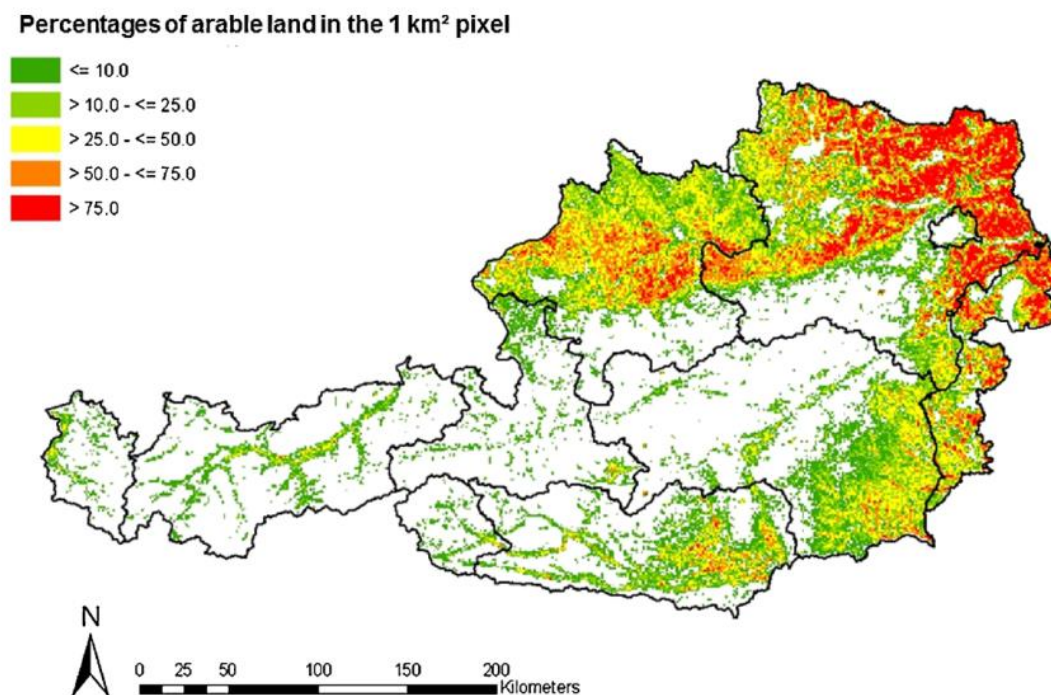 Percentages of arable land in the 1 km² pixel
<= 10.0
> 10.0 - <= 25.0
> 25.0 - <= 50.0
> 50.0 - <= 75.0
> 75.0
N
0 25 50 100 150 200
Kilometers